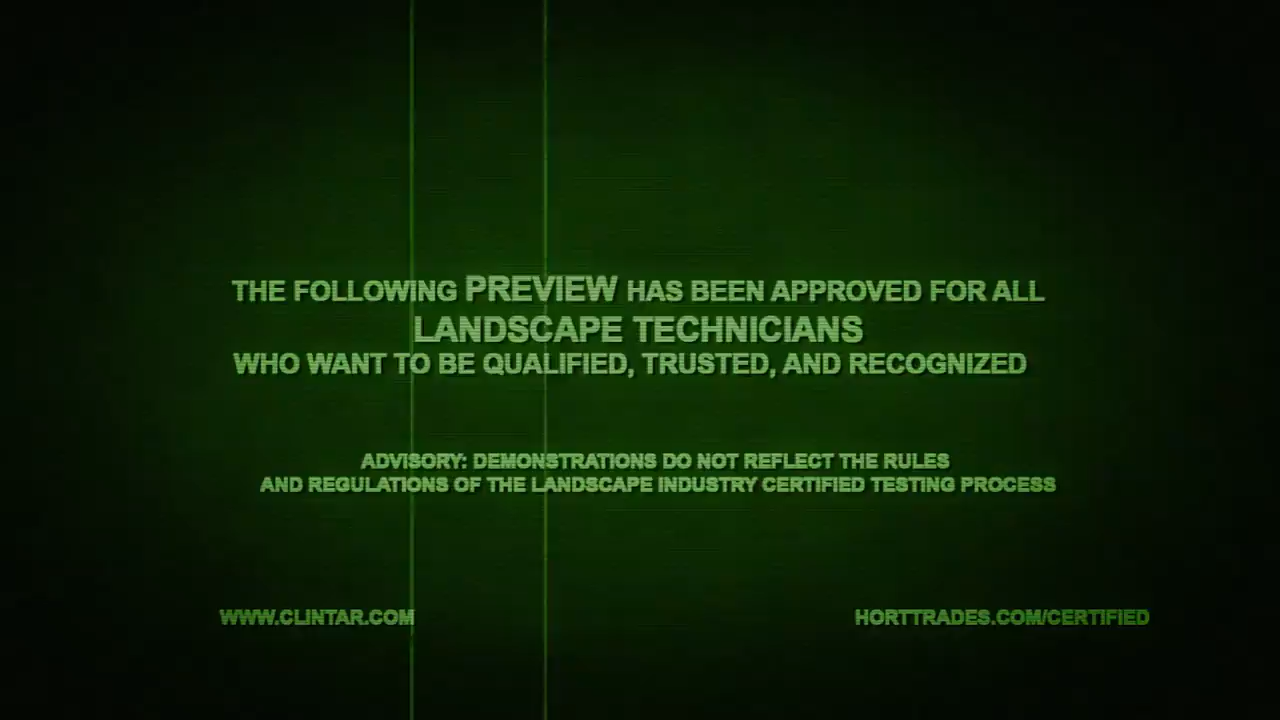 THE FOLLOWING PREVIEW HAS BEEN APPROVED FOR ALL
LANDSCAPE TECHNICIANS
WHO WANT TO BE QUALIFIED, TRUSTED, AND RECOGNIZED
ADVISORY: DEMONSTRATIONS DO NOT REFLECT THE RULES
AND REGULATIONS OF THE LANDSCAPE INDUSTRY CERTIFIED TESTING PROCESS
WWW.CLINTAR.COM
HORTTRADES.COM/CERTIFIED